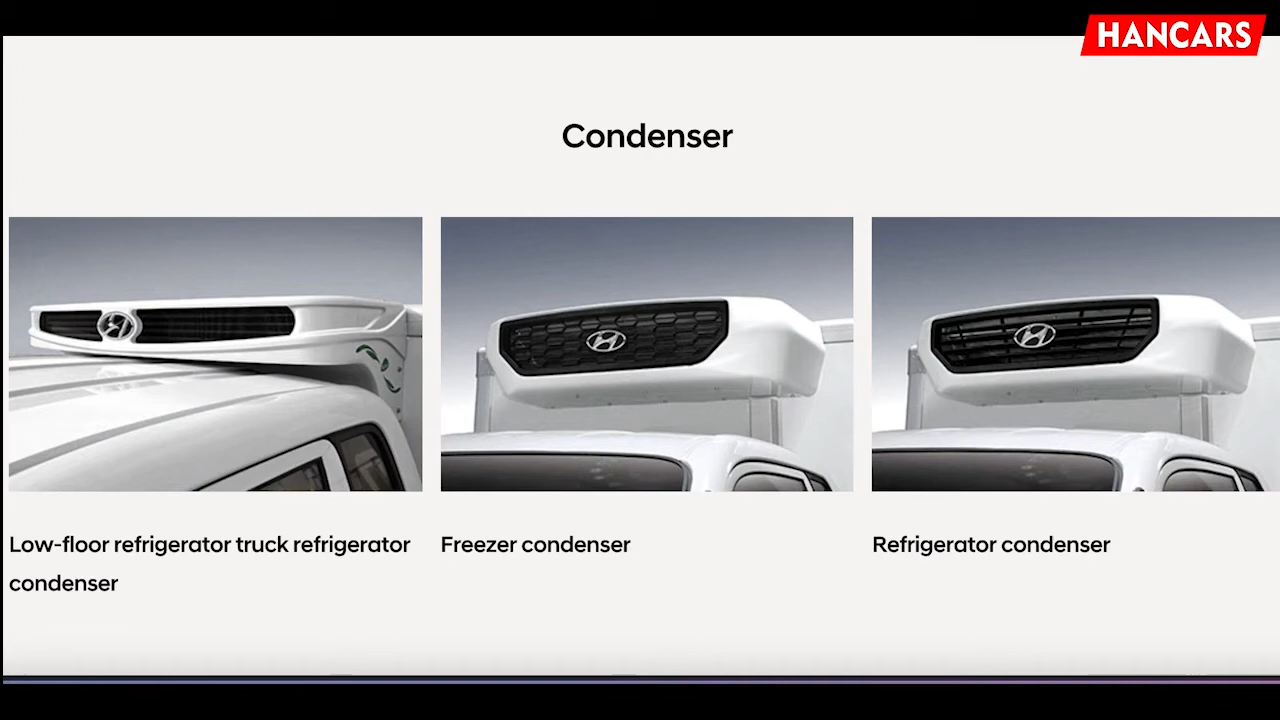 HANCARS
Condenser
Low-floor refrigerator truck refrigerator
condenser
Freezer condenser
Refrigerator condenser